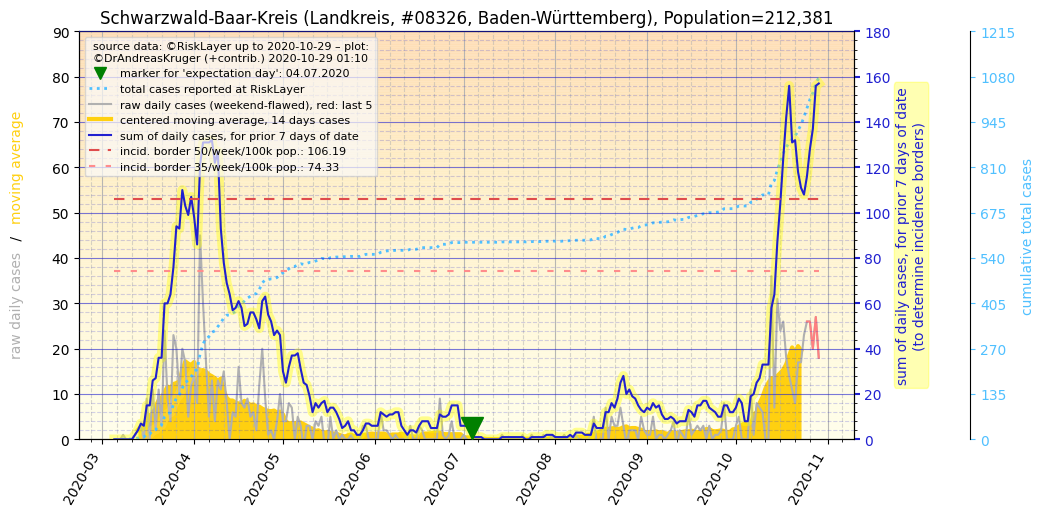 Schwarzwald-Baar-Kreis (Landkreis, #08326, Baden-Württemberg), Population=212,381
source data: ©RiskLayer up to 2020-10-29 – plot:
©DrAndreasKruger (+contrib.) 2020-10-29 01:10
marker for 'expectation day': 04.07.2020
total cases reported at RiskLayer
raw daily cases (weekend-flawed), red: last 5
centered moving average, 14 days cases
sum of daily cases, for prior 7 days of date
incid. border 50/week/100k pop.: 106.19
incid. border 35/week/100k pop.: 74.33
raw daily cases / moving average
90
80
70
60
50
40
30
20
10
0
2020-03
2020-04
2020-05
2020-06
2020-07
2020-08
2020-09
2020-10
2020-11
180
160
140
120
100
80
60
40
20
0
sum of daily cases, for prior 7 days of date
(to determine incidence borders)
1215
1080
945
810
675
540
405
270
135
0
cumulative total cases